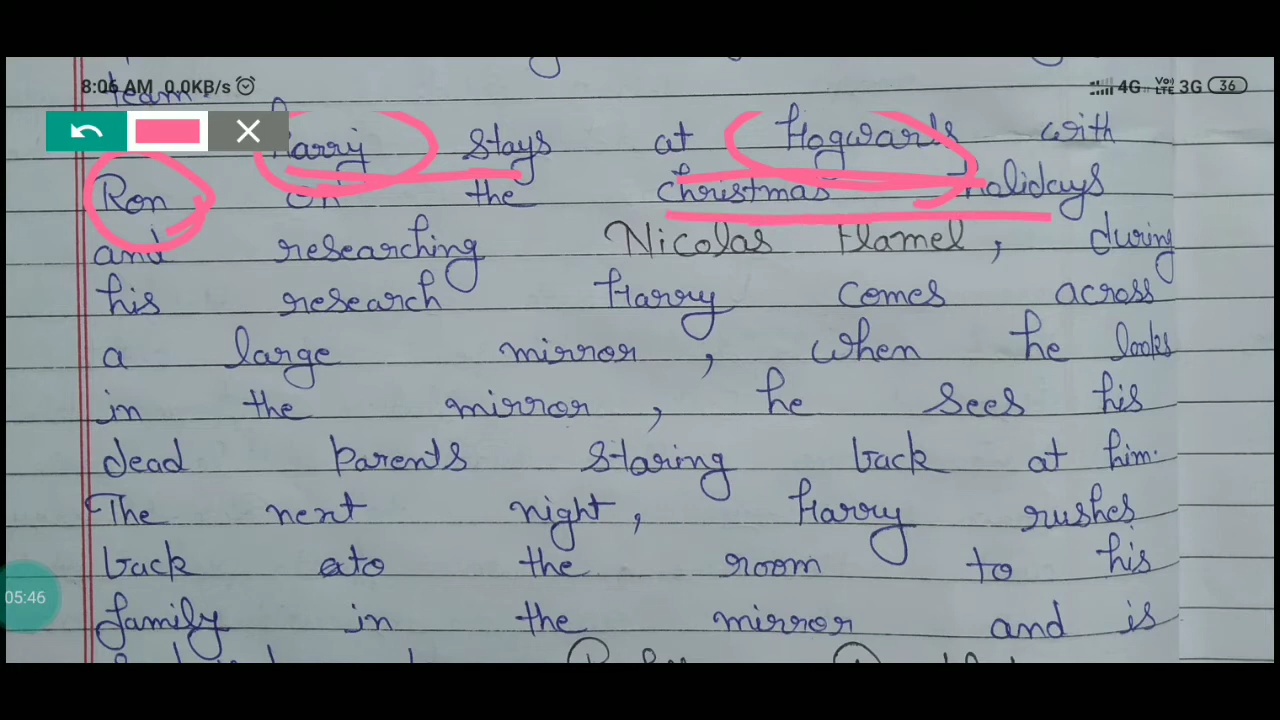 8:06 AM 0.0KB/s 4G VoLTE 3G 36
team
Harry stays at Hogwarts with
Ron on the christmas holidays
and researching Nicolas Flamel, during
his research Harry comes across
a large mirror, when he looks
in the mirror, he sees his
dead parents staring back at him.
The next night, Harry rushes
back to the room to his
05:46
family in the mirror and is